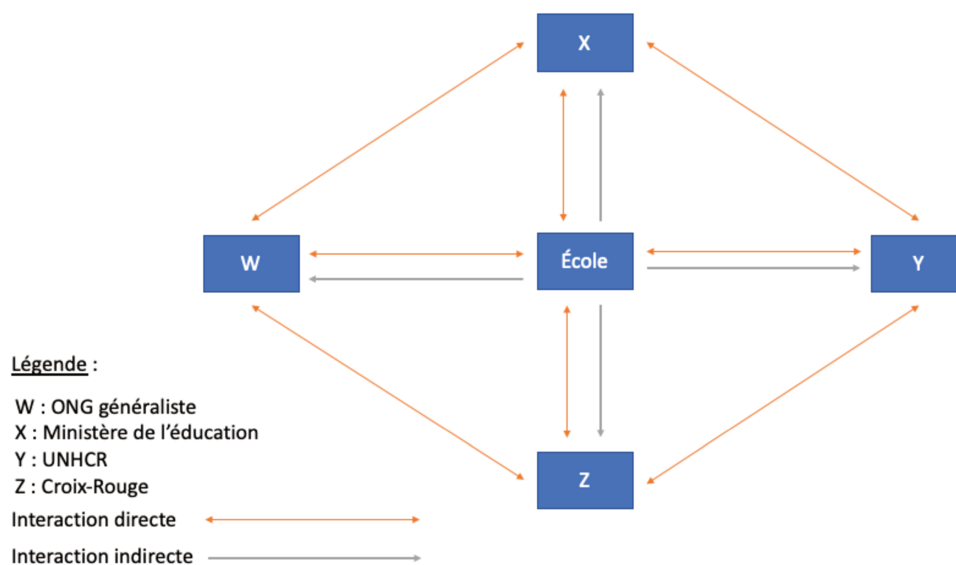 X
W
École
Y
Légende :
W : ONG généraliste
X : Ministère de l'éducation
Y : UNHCR
Z : Croix-Rouge
Z
Interaction directe
Interaction indirecte